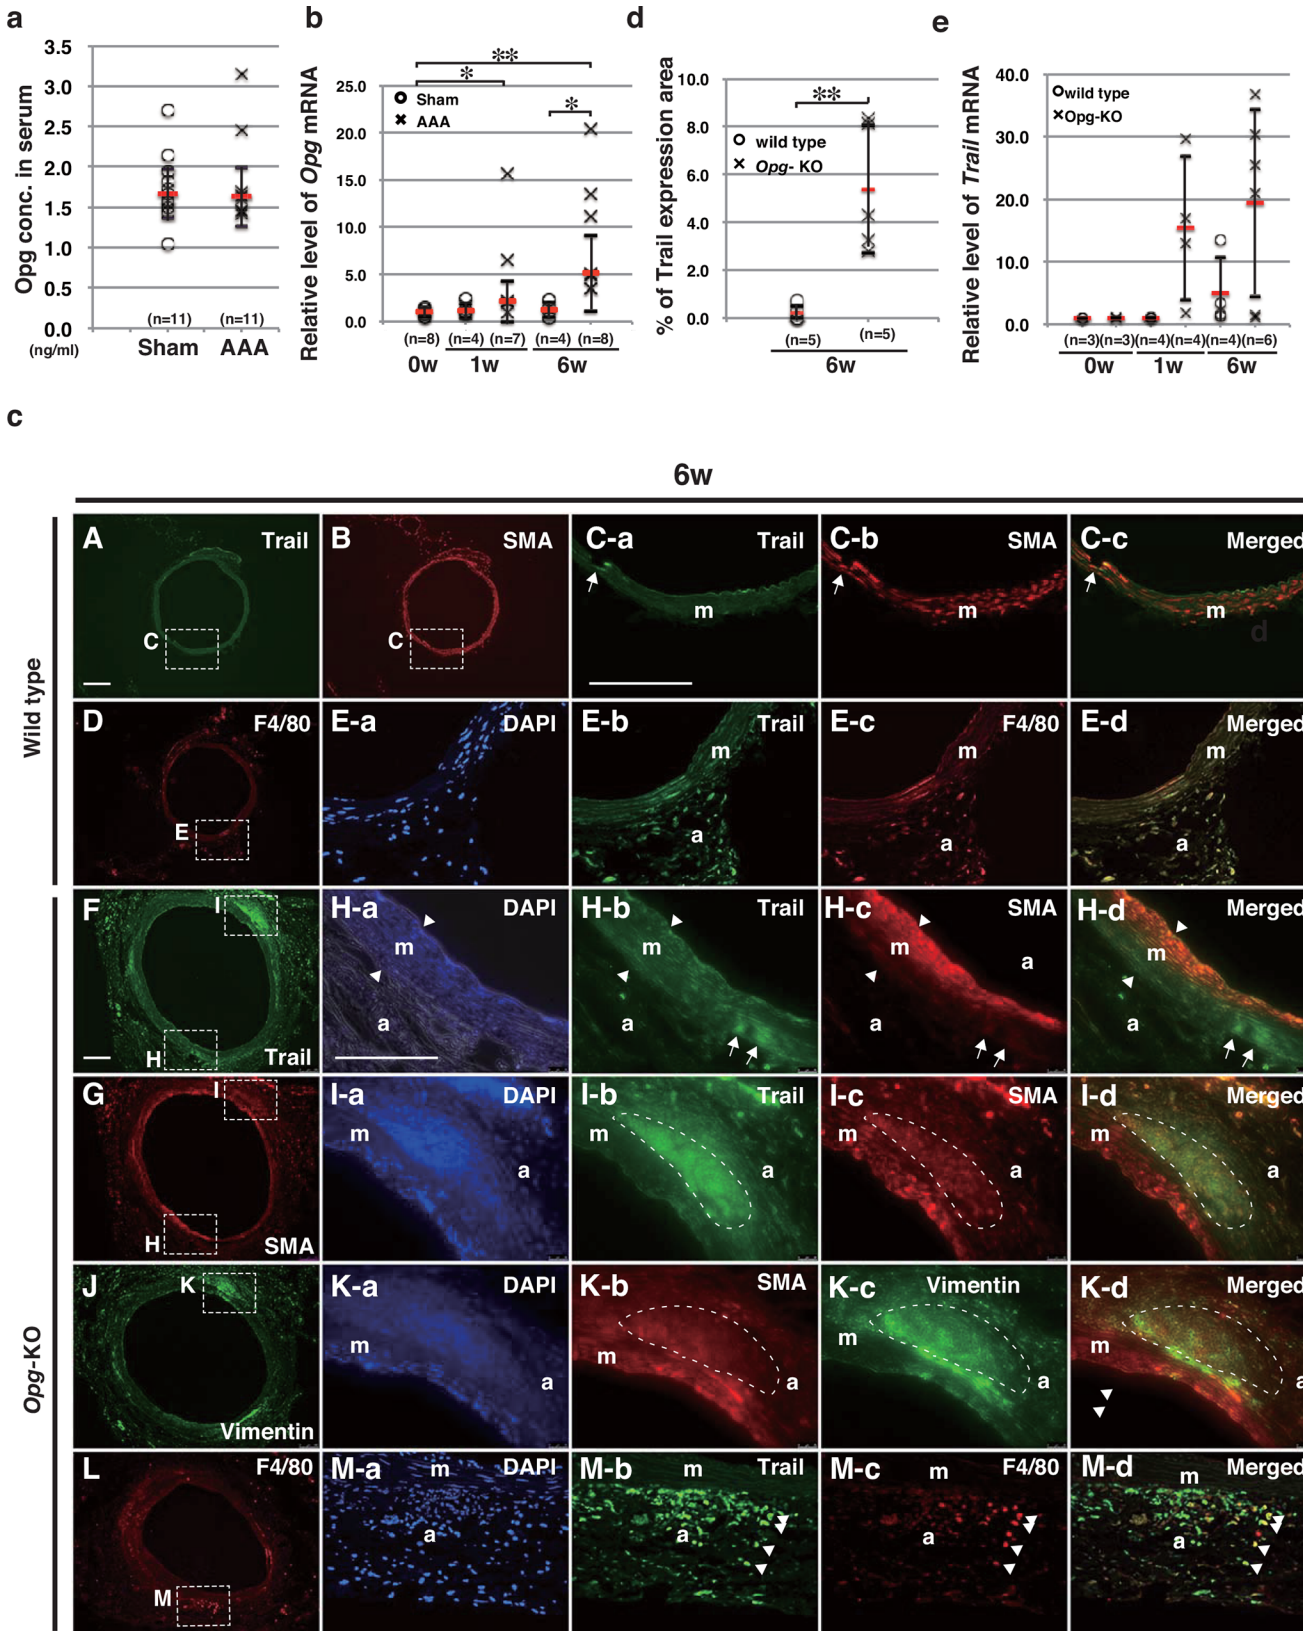 a
Opg conc. in serum
3.5
3.0
2.5
2.0
1.5
1.0
0.5
0.0
(ng/ml)
(n=11) (n=11)
Sham AAA
b
Relative level of Opg mRNA
** 
*
*
Sham
AAA
25.0
20.0
15.0
10.0
5.0
0.0
(n=8) (n=4) (n=7) (n=4) (n=8)
0w 1w 6w
d
% of Trail expression area
**
wild type
Opg- KO
10.0
8.0
6.0
4.0
2.0
0.0
(n=5) (n=5)
6w
e
Relative level of Trail mRNA
wild type
Opg-KO
40.0
30.0
20.0
10.0
0.0
(n=3)(n=3)(n=4)(n=4)(n=4)(n=6)
0w 1w 6w
c
6w
Wild type
A Trail C
B SMA C
C-a Trail m
C-b SMA m
C-c Merged m d
D F4/80 E
E-a DAPI
E-b Trail m a
E-c F4/80 m a
E-d Merged m a
Opg-KO
F I H Trail
H-a DAPI m a
H-b Trail m a
H-c SMA m a a
H-d Merged m a
G I H SMA
I-a DAPI m a
I-b Trail m a
I-c SMA m a
I-d Merged m a
J K Vimentin
K-a DAPI m a
K-b SMA m a
K-c Vimentin m a
K-d Merged m a
L F4/80 M
M-a m DAPI a
M-b m Trail a
M-c m F4/80 a
M-d m Merged a